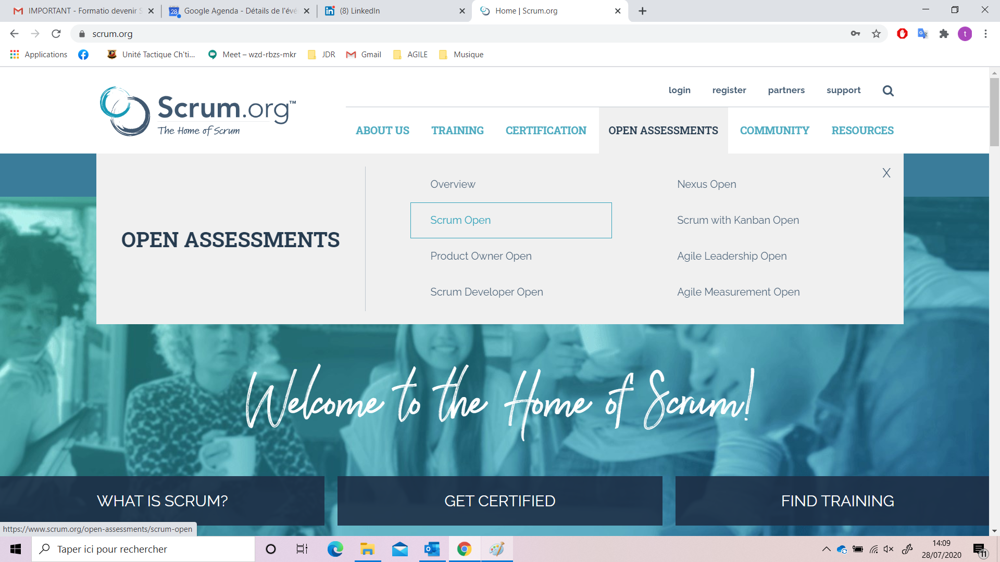 IMPORTANT - Formatio devenir S
Google Agenda - Détails de l'évé
(8) LinkedIn
Home | Scrum.org
scrum.org
t
Applications
Unité Tactique Ch'ti...
Meet – wzd-rbzs-mkr
JDR
Gmail
AGILE
Musique
login
register
partners
support
Scrum.org™
The Home of Scrum
ABOUT US
TRAINING
CERTIFICATION
OPEN ASSESSMENTS
COMMUNITY
RESOURCES
X
OPEN ASSESSMENTS
Overview
Scrum Open
Product Owner Open
Scrum Developer Open
Nexus Open
Scrum with Kanban Open
Agile Leadership Open
Agile Measurement Open
Welcome to the Home of Scrum!
WHAT IS SCRUM?
GET CERTIFIED
FIND TRAINING
https://www.scrum.org/open-assessments/scrum-open
Taper ici pour rechercher
14:09
28/07/2020
11